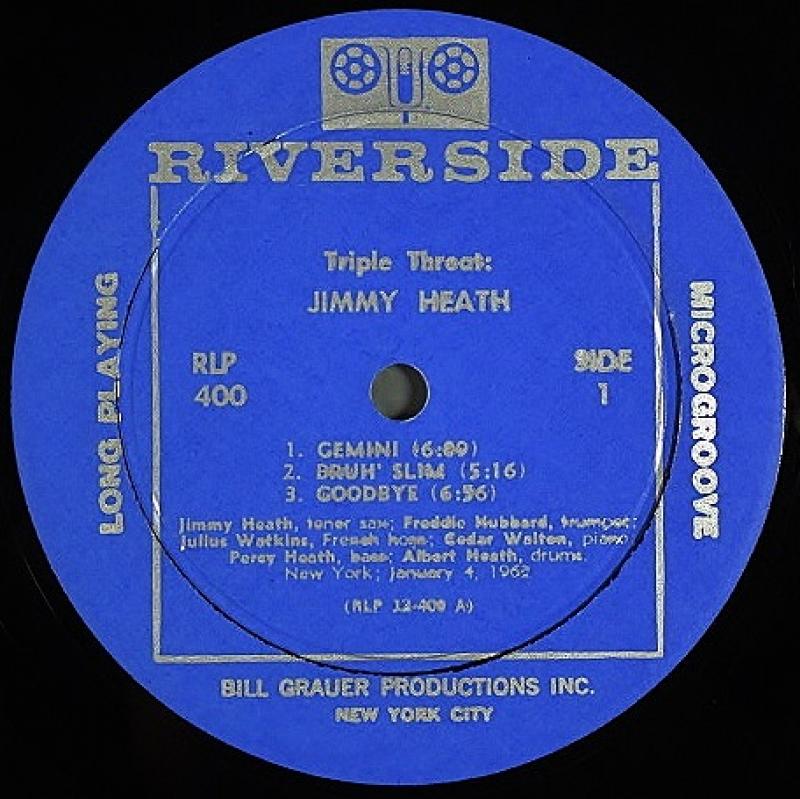 RIVERSIDE
Triple Threat:
JIMMY HEATH
RLP
400
SIDE
1
LONG PLAYING
MICROGROOVE
1. GEMINI (6:09)
2. BRUH' SLIM (5:16)
3. GOODBYE (6:56)
Jimmy Heath, tenor sax; Freddie Hubbard, trumpet;
Julius Watkins, French horn; Cedar Walton, piano;
Percy Heath, bass; Albert Heath, drums.
New York; January 4, 1962
(RLP 12-400 A)
BILL GRAUER PRODUCTIONS INC.
NEW YORK CITY